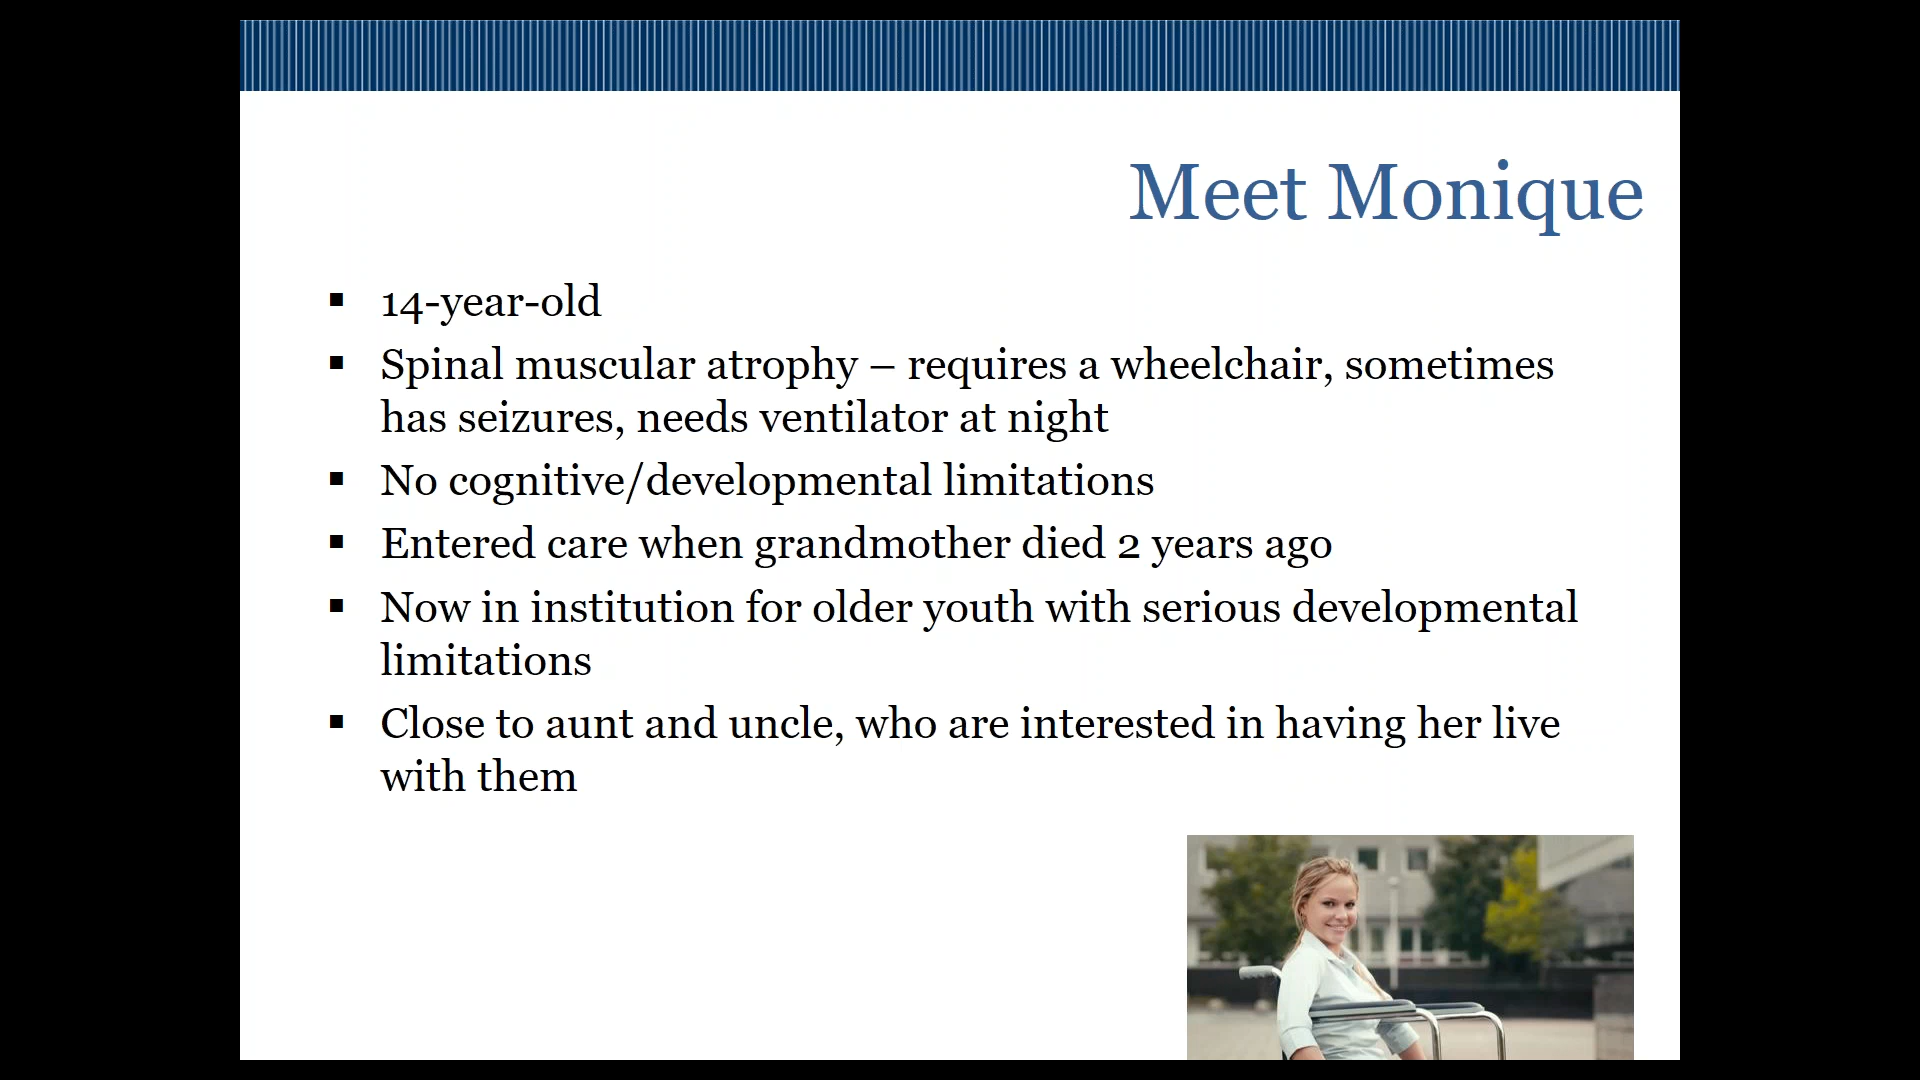 Meet Monique
▪ 14-year-old
▪ Spinal muscular atrophy – requires a wheelchair, sometimes
has seizures, needs ventilator at night
▪ No cognitive/developmental limitations
▪ Entered care when grandmother died 2 years ago
▪ Now in institution for older youth with serious developmental
limitations
▪ Close to aunt and uncle, who are interested in having her live
with them